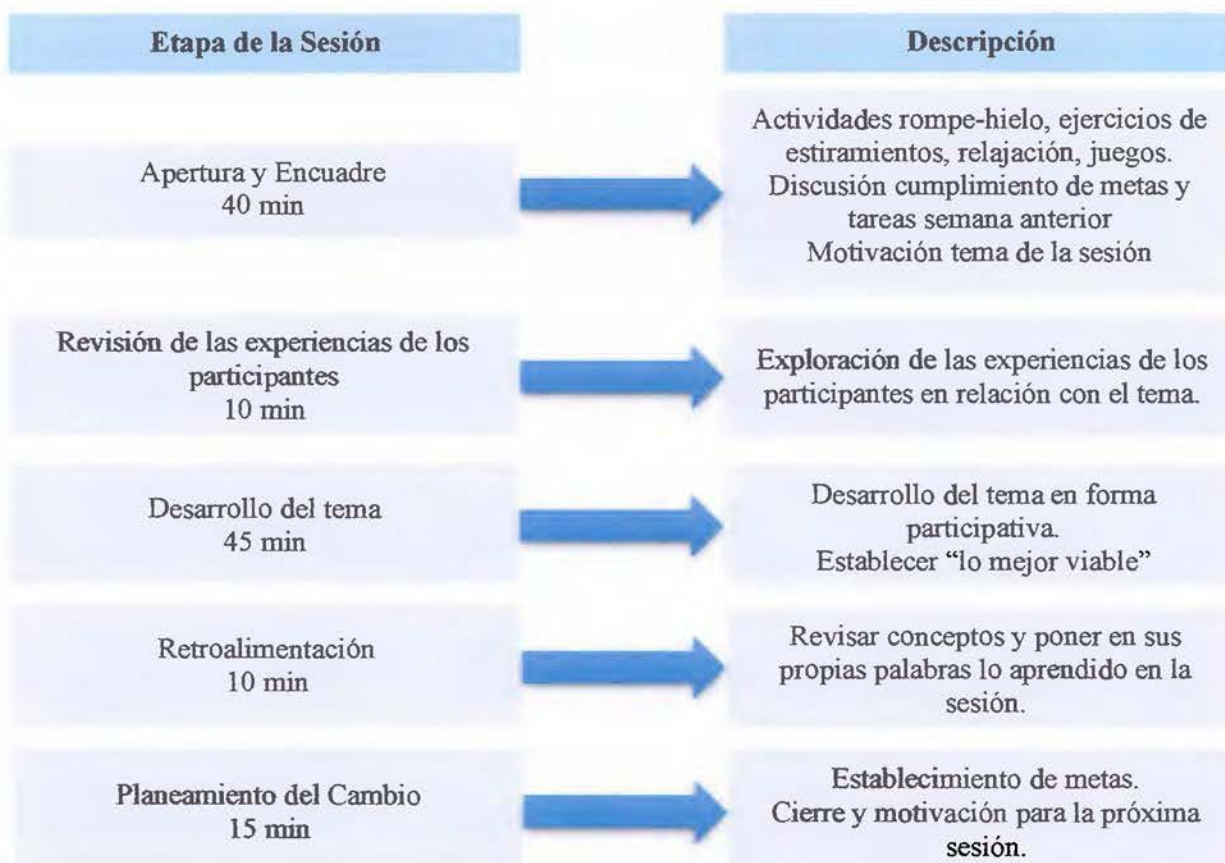 Etapa de la Sesión
Descripción
Apertura y Encuadre
40 min
Actividades rompe-hielo, ejercicios de
estiramientos, relajación, juegos.
Discusión cumplimiento de metas y
tareas semana anterior
Motivación tema de la sesión
Revisión de las experiencias de los
participantes
10 min
Exploración de las experiencias de los
participantes en relación con el tema.
Desarrollo del tema
45 min
Desarrollo del tema en forma
participativa.
Establecer “lo mejor viable”
Retroalimentación
10 min
Revisar conceptos y poner en sus
propias palabras lo aprendido en la
sesión.
Planeamiento del Cambio
15 min
Establecimiento de metas.
Cierre y motivación para la próxima
sesión.